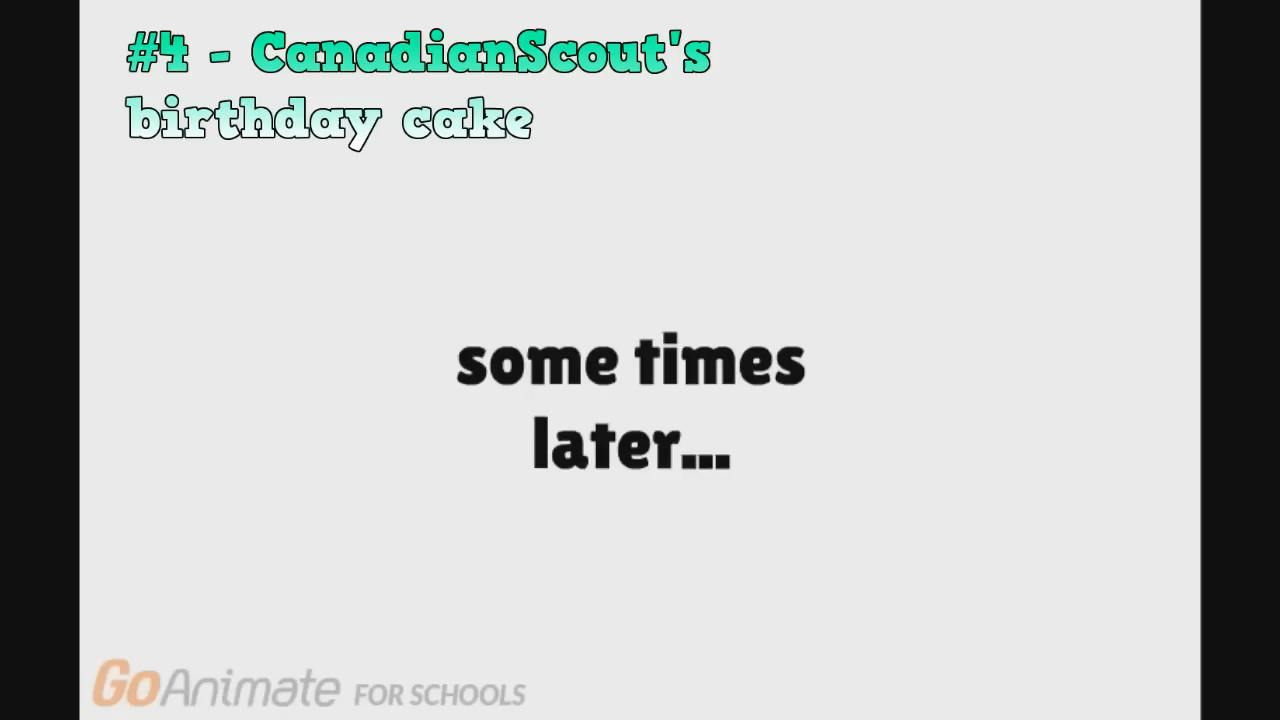 #4 - CanadianScout's
birthday cake
some times
later...
GoAnimate FOR SCHOOLS